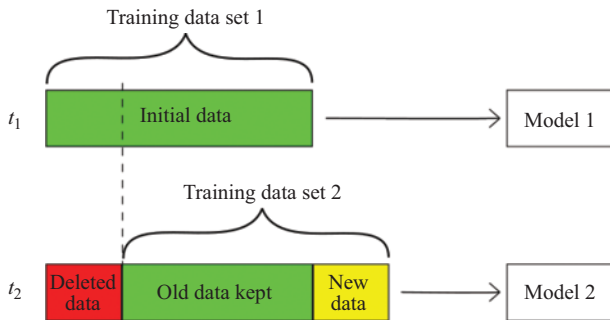 Training data set 1
t1
Initial data
Model 1
Training data set 2
t2
Deleted
data
Old data kept
New
data
Model 2